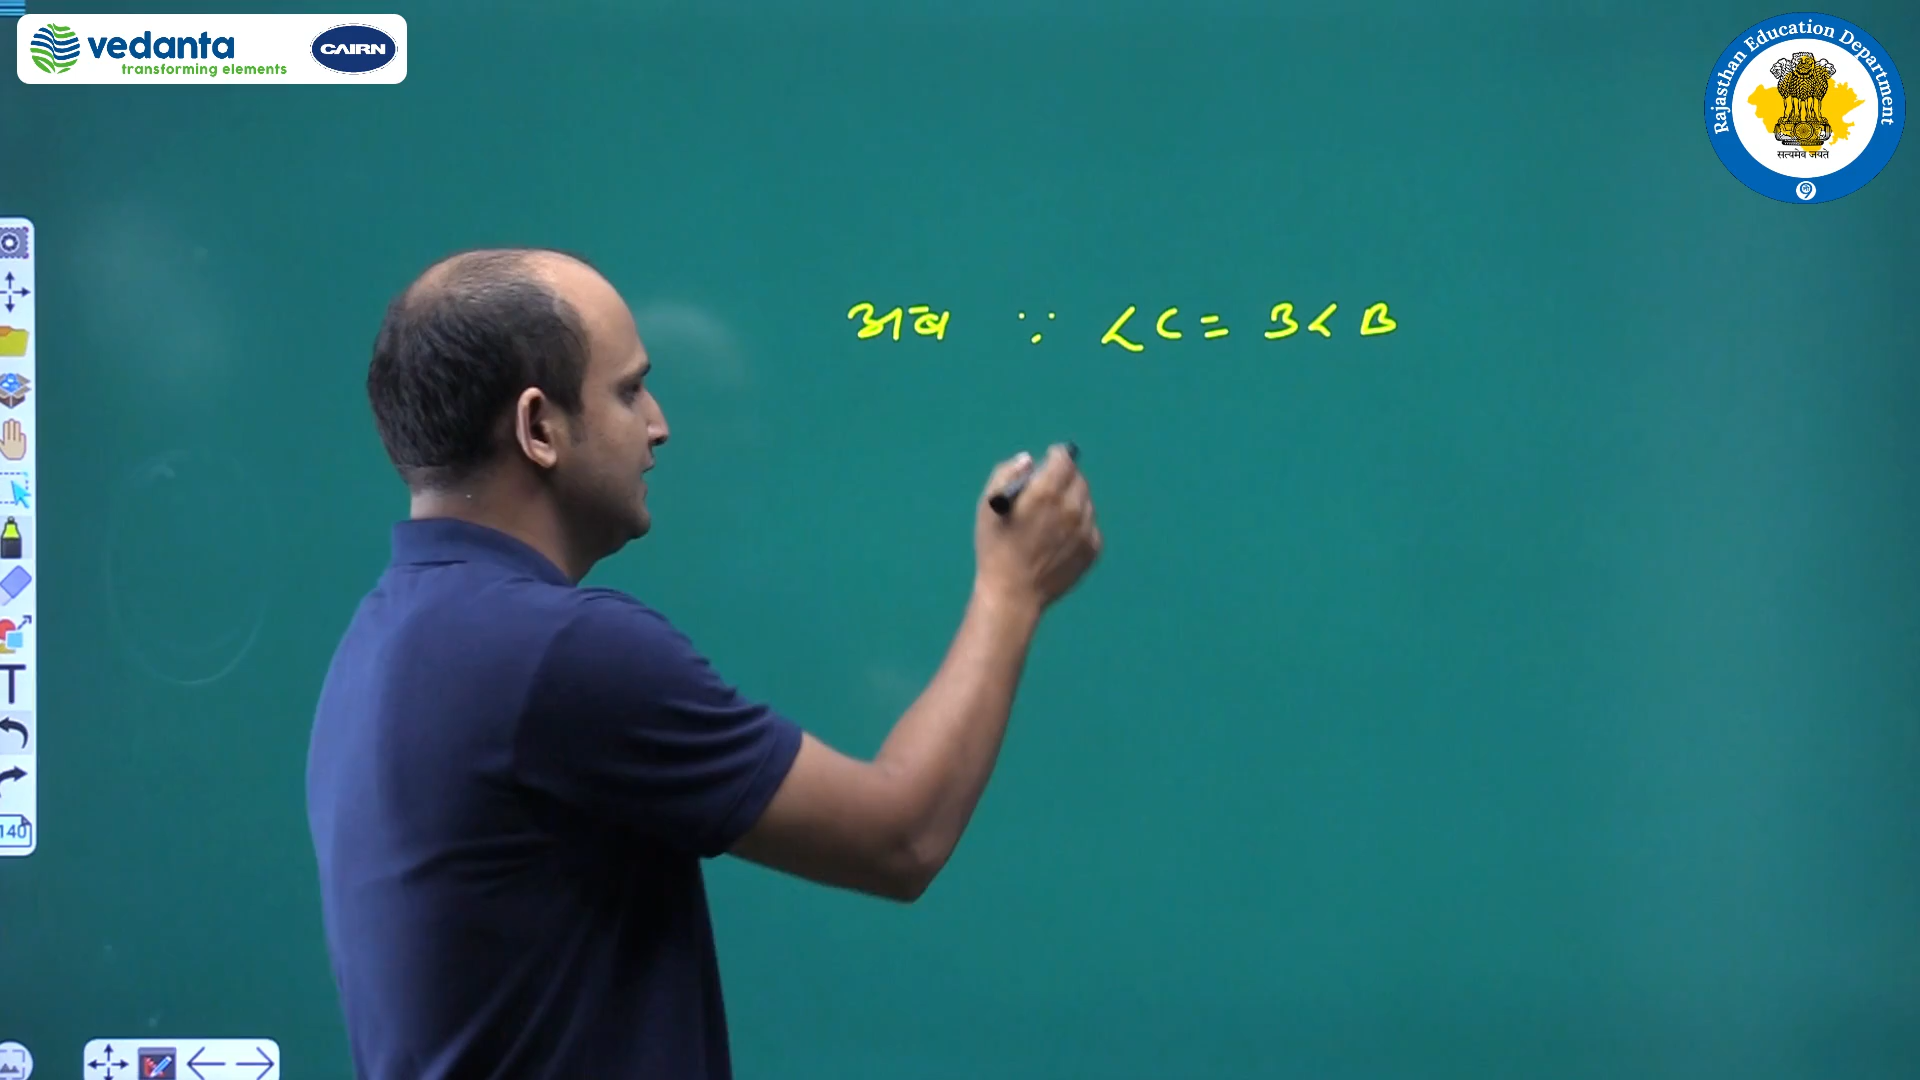 vedanta
transforming elements
CAIRN
Rajasthan Education Department
सत्यमेव जयते
अब ∵ ∠C = 3∠B
T
140